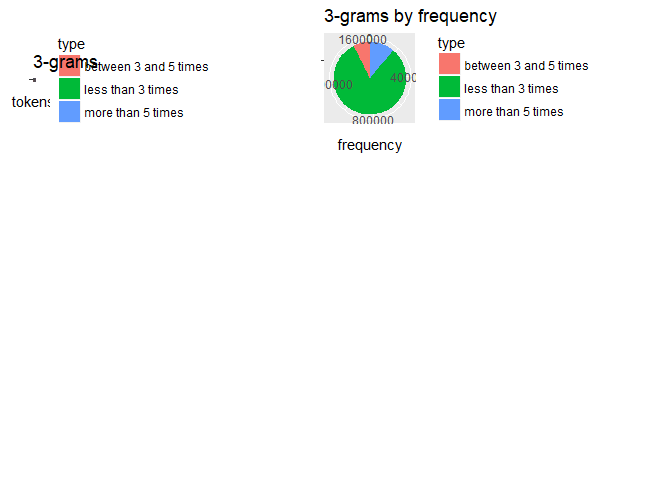 3-grams
type
between 3 and 5 times
less than 3 times
more than 5 times
tokens
3-grams by frequency
1600000
0
4000
800000
0000
frequency
type
between 3 and 5 times
less than 3 times
more than 5 times